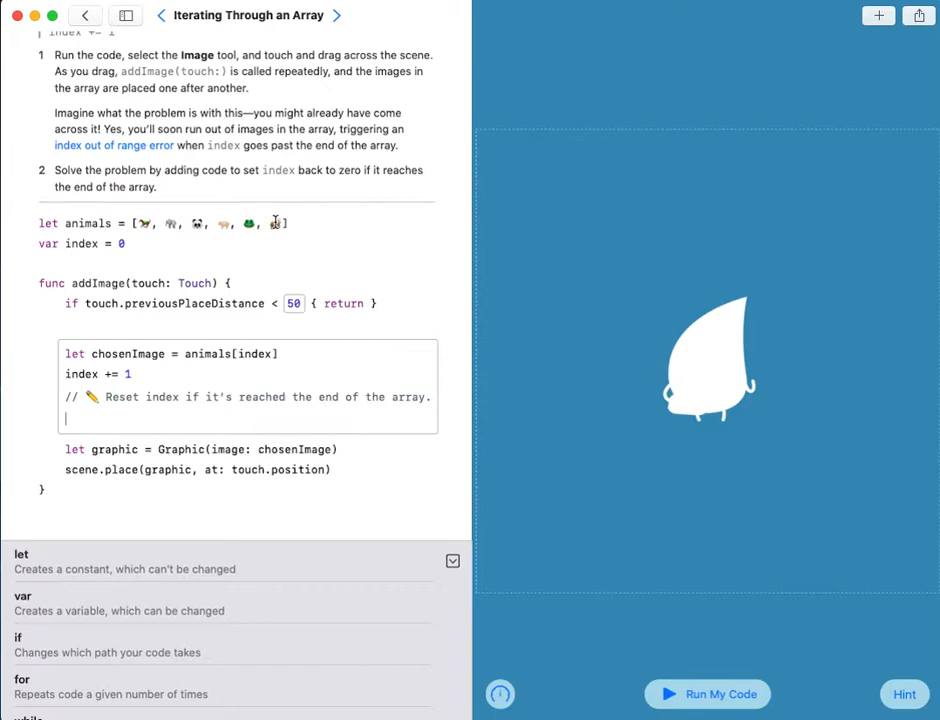 Iterating Through an Array
index += 1
1 Run the code, select the Image tool, and touch and drag across the scene.
As you drag, addImage(touch:) is called repeatedly, and the images in
the array are placed one after another.
Imagine what the problem is with this—you might already have come
across it! Yes, you'll soon run out of images in the array, triggering an
index out of range error when index goes past the end of the array.
2 Solve the problem by adding code to set index back to zero if it reaches
the end of the array.
let animals = [🐎, 🐘, 🐼, 🐖, 🐸, ]
var index = 0
func addImage(touch: Touch) {
if touch.previousPlaceDistance < 50 { return }
let chosenImage = animals[index]
index += 1
// ✏️ Reset index if it's reached the end of the array.
let graphic = Graphic(image: chosenImage)
scene.place(graphic, at: touch.position)
}
let
Creates a constant, which can't be changed
var
Creates a variable, which can be changed
if
Changes which path your code takes
for
Repeats code a given number of times
while
Run My Code
Hint